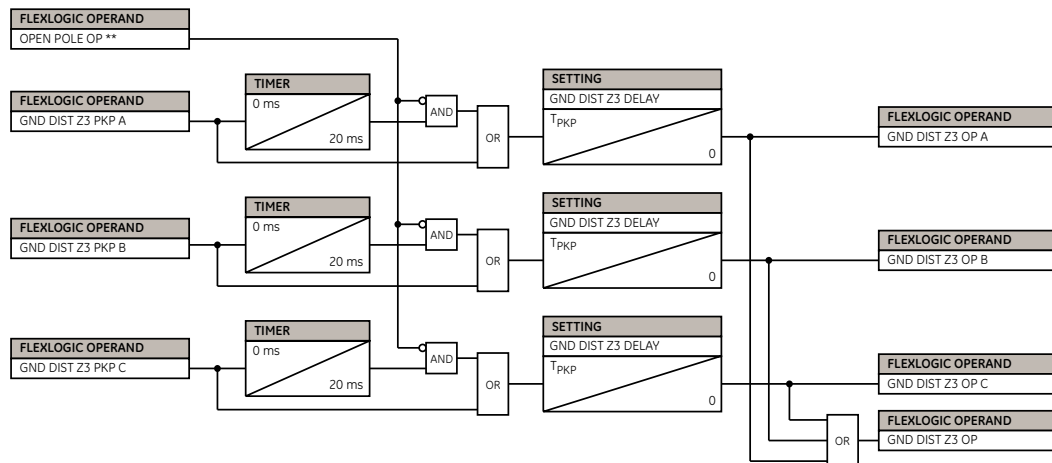 FLEXLOGIC OPERAND
OPEN POLE OP **
FLEXLOGIC OPERAND
GND DIST Z3 PKP A
TIMER
0 ms
20 ms
AND
OR
SETTING
GND DIST Z3 DELAY
TPKP
0
FLEXLOGIC OPERAND
GND DIST Z3 OP A
FLEXLOGIC OPERAND
GND DIST Z3 PKP B
TIMER
0 ms
20 ms
AND
OR
SETTING
GND DIST Z3 DELAY
TPKP
0
FLEXLOGIC OPERAND
GND DIST Z3 OP B
FLEXLOGIC OPERAND
GND DIST Z3 PKP C
TIMER
0 ms
20 ms
AND
OR
SETTING
GND DIST Z3 DELAY
TPKP
0
FLEXLOGIC OPERAND
GND DIST Z3 OP C
OR
FLEXLOGIC OPERAND
GND DIST Z3 OP